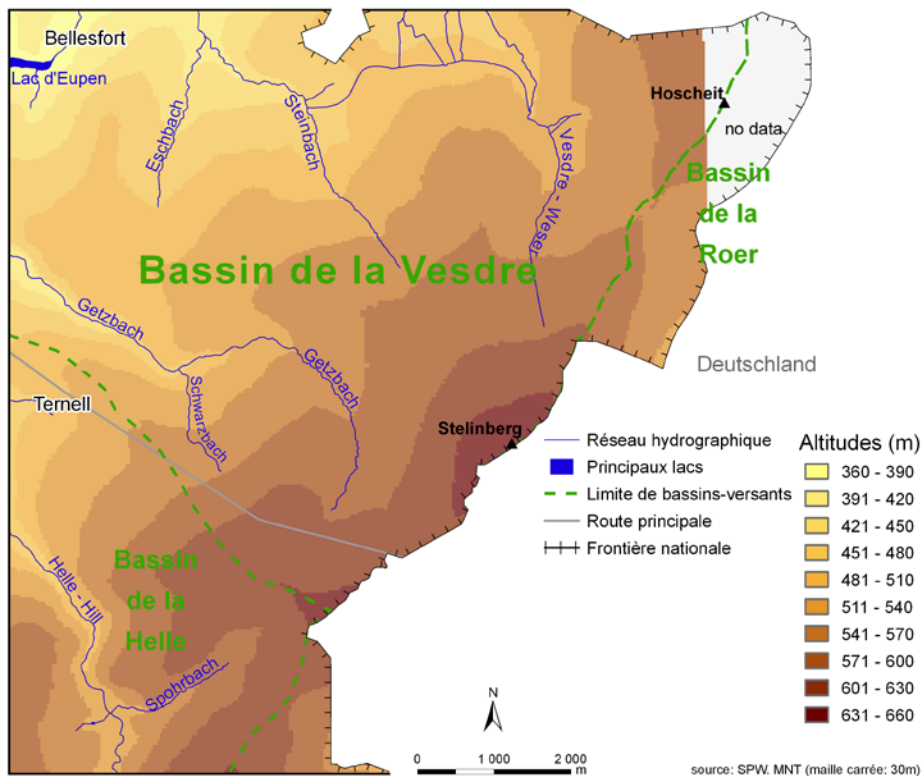 Bellesfort
Lac d'Eupen
Eschbach
Steinbach
Vesdre - Weser
Hoscheit
no data
Bassin
de la
Roer
Bassin de la Vesdre
Getzbach
Getzbach
Schwarzbach
Deutschland
Ternell
Stelinberg
Bassin
de la
Helle
Helle - Hill
Spohrbach
Réseau hydrographique
Principaux lacs
Limite de bassins-versants
Route principale
Frontière nationale
Altitudes (m)
360 - 390
391 - 420
421 - 450
451 - 480
481 - 510
511 - 540
541 - 570
571 - 600
601 - 630
631 - 660
N
0 1 000 2 000
m
source: SPW, MNT (maille carrée: 30m)